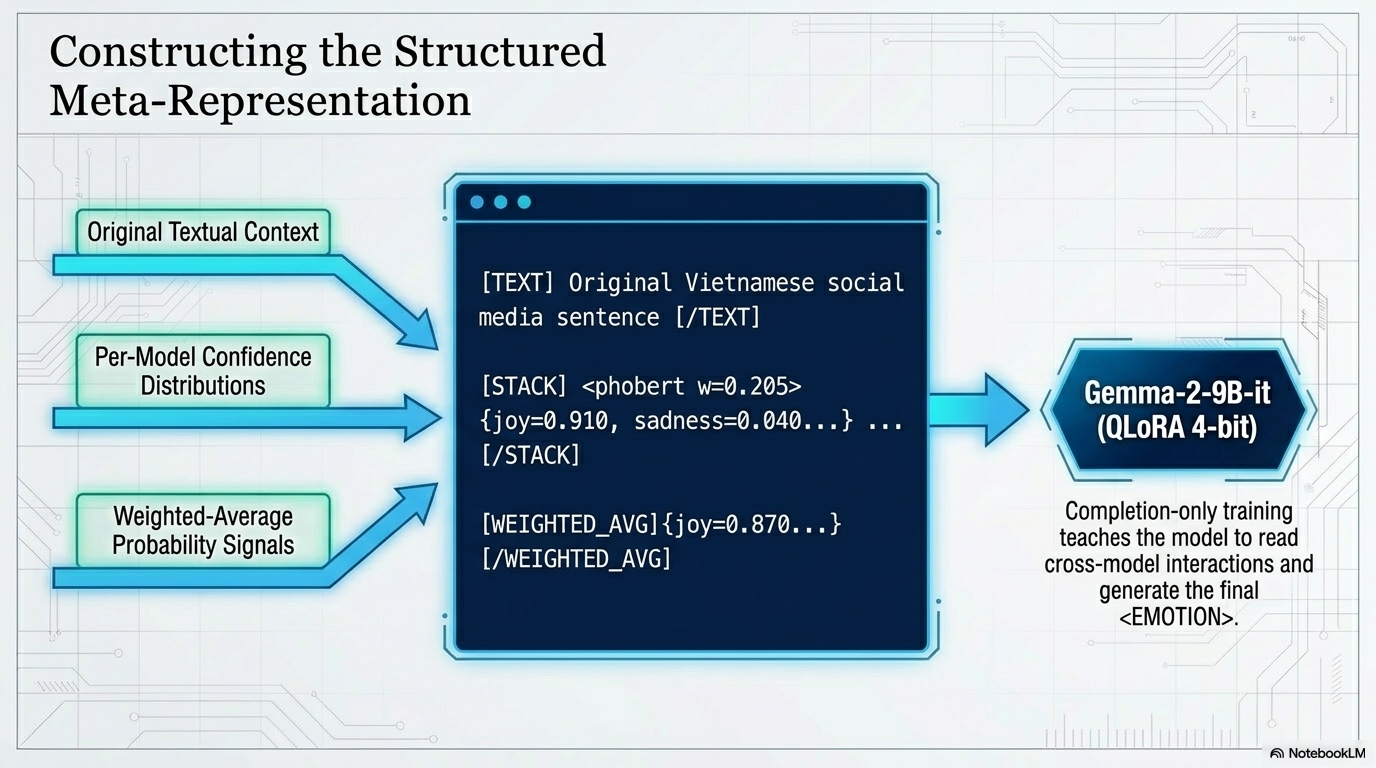 Constructing the Structured
Meta-Representation
Original Textual Context
Per-Model Confidence
Distributions
Weighted-Average
Probability Signals
[TEXT] Original Vietnamese social
media sentence [/TEXT]
[STACK] <phobert w=0.205>
{joy=0.910, sadness=0.040...} ...
[/STACK]
[WEIGHTED_AVG]{joy=0.870...}
[/WEIGHTED_AVG]
Gemma-2-9B-it
(QLoRA 4-bit)
Completion-only training
teaches the model to read
cross-model interactions and
generate the final
<EMOTION>.
NotebookLM